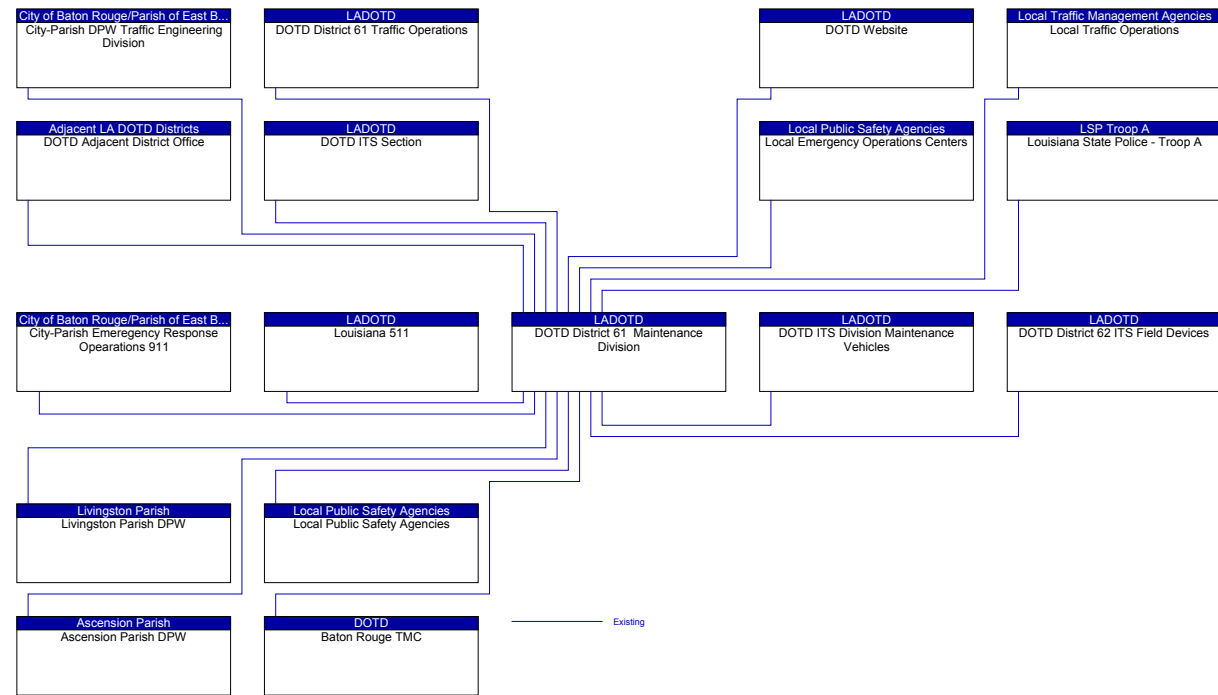 City of Baton Rouge/Parish of East B...
City-Parish DPW Traffic Engineering
Division
LADOTD
DOTD District 61 Traffic Operations
LADOTD
DOTD Website
Local Traffic Management Agencies
Local Traffic Operations
Adjacent LA DOTD Districts
DOTD Adjacent District Office
LADOTD
DOTD ITS Section
Local Public Safety Agencies
Local Emergency Operations Centers
LSP Troop A
Louisiana State Police - Troop A
City of Baton Rouge/Parish of East B...
City-Parish Emeregency Response
Opearations 911
LADOTD
Louisiana 511
LADOTD
DOTD District 61 Maintenance
Division
LADOTD
DOTD ITS Division Maintenance
Vehicles
LADOTD
DOTD District 62 ITS Field Devices
Livingston Parish
Livingston Parish DPW
Local Public Safety Agencies
Local Public Safety Agencies
Ascension Parish
Ascension Parish DPW
DOTD
Baton Rouge TMC
Existing